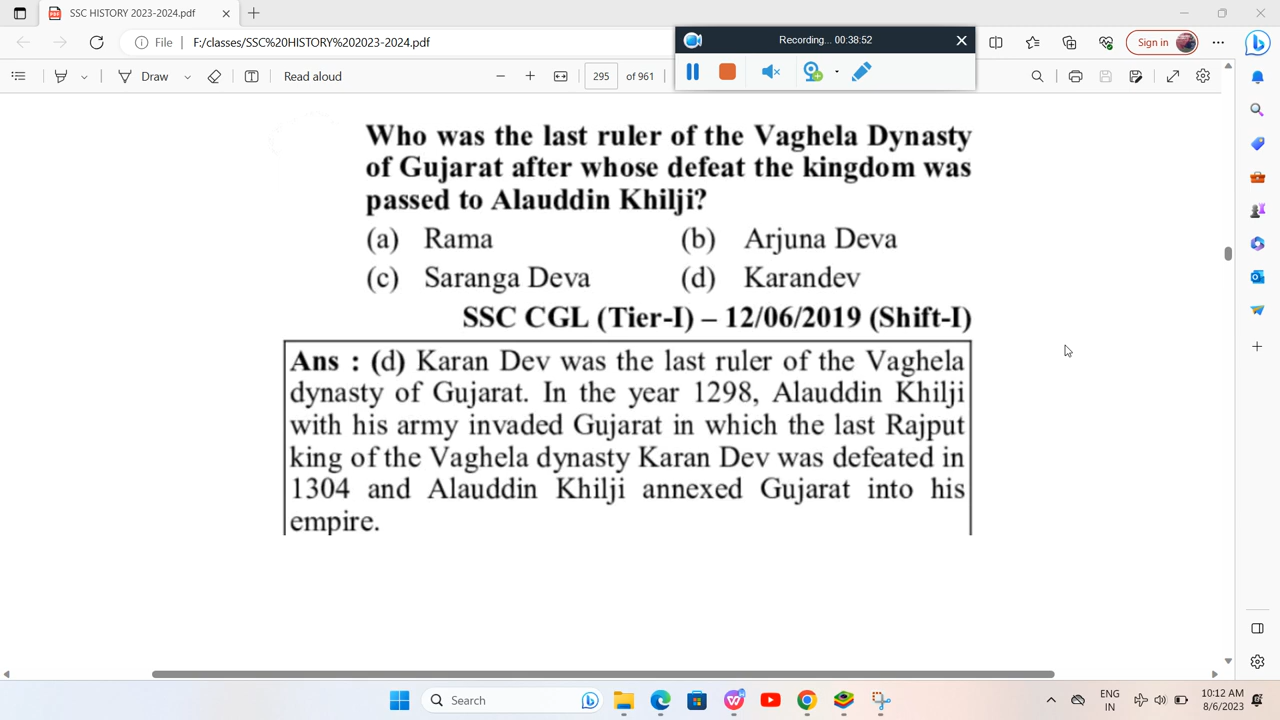 SSC HISTORY 2023-2024.pdf
File
F:/classes/SSC%20HISTORY%202023-2024.pdf
Recording... 00:38:52
Sign in
Draw
Read aloud
295 of 961
Who was the last ruler of the Vaghela Dynasty
of Gujarat after whose defeat the kingdom was
passed to Alauddin Khilji?
(a) Rama (b) Arjuna Deva
(c) Saranga Deva (d) Karandev
SSC CGL (Tier-I) – 12/06/2019 (Shift-I)
Ans : (d) Karan Dev was the last ruler of the Vaghela
dynasty of Gujarat. In the year 1298, Alauddin Khilji
with his army invaded Gujarat in which the last Rajput
king of the Vaghela dynasty Karan Dev was defeated in
1304 and Alauddin Khilji annexed Gujarat into his
empire.
Search
ENG
IN
10:12 AM
8/6/2023